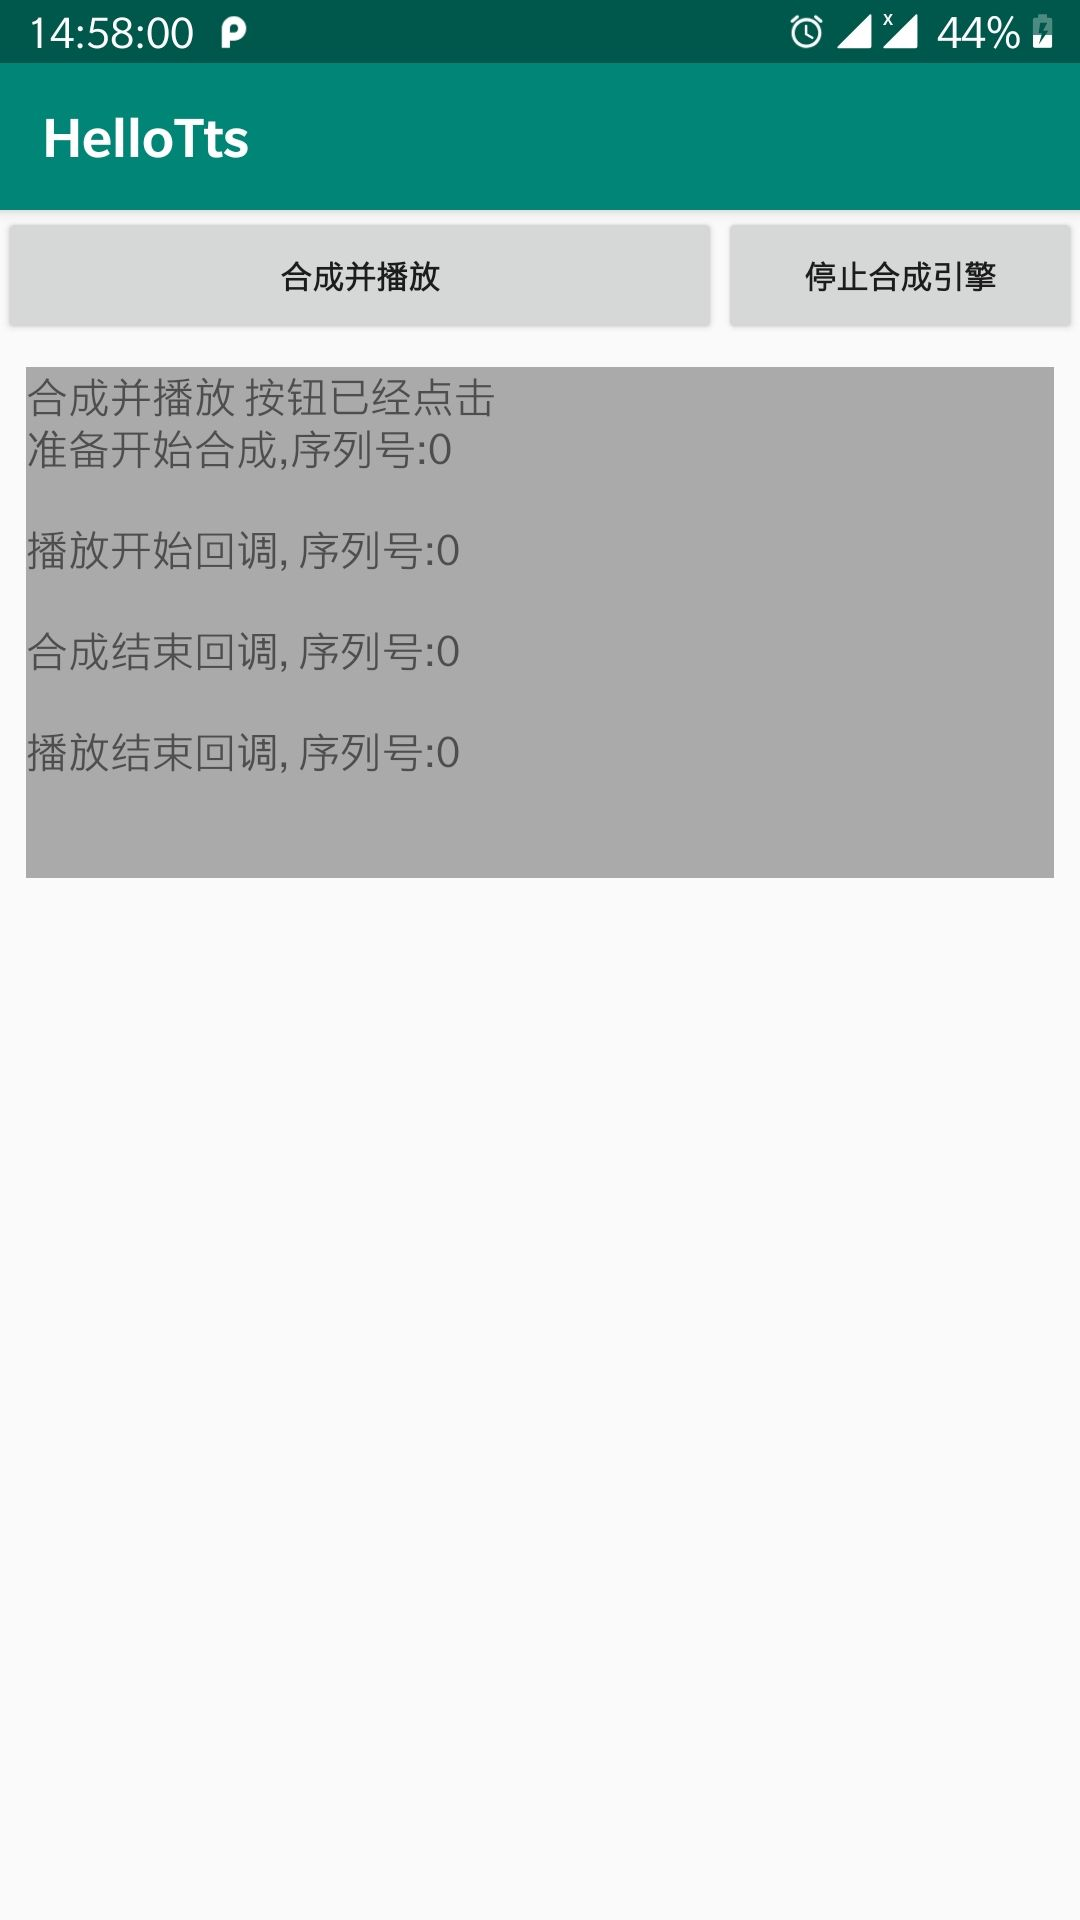 14:58:00 44%
HelloTts
合成并播放 停止合成引擎
合成并播放 按钮已经点击
准备开始合成,序列号:0
播放开始回调, 序列号:0
合成结束回调, 序列号:0
播放结束回调, 序列号:0